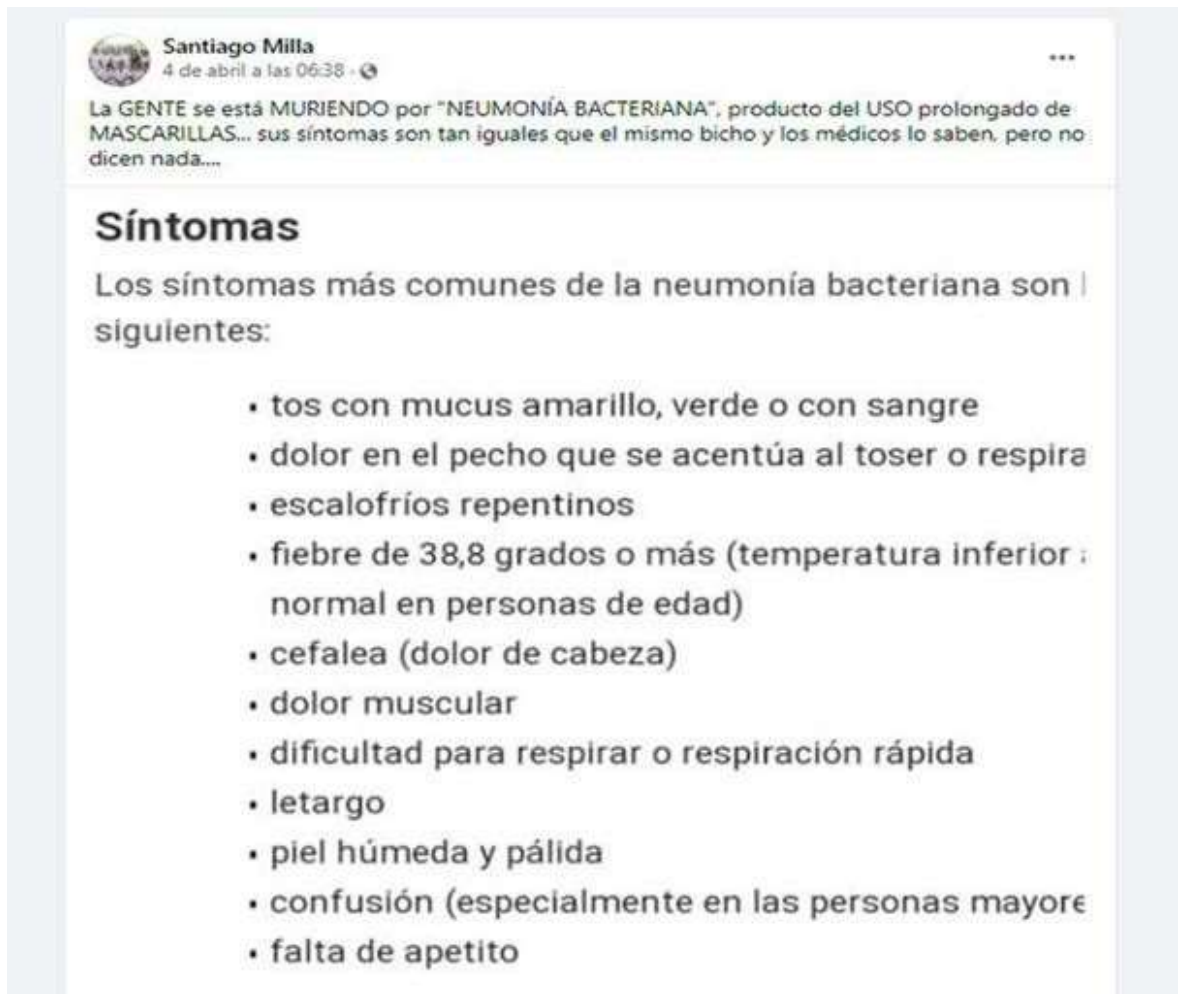 Santiago Milla
4 de abril a las 06:38 ·
La GENTE se está MURIENDO por "NEUMONÍA BACTERIANA", producto del USO prolongado de
MASCARILLAS... sus síntomas son tan iguales que el mismo bicho y los médicos lo saben, pero no
dicen nada....
Síntomas
Los síntomas más comunes de la neumonía bacteriana son
siguientes:
• tos con mucus amarillo, verde o con sangre
• dolor en el pecho que se acentúa al toser o respira
• escalofríos repentinos
• fiebre de 38,8 grados o más (temperatura inferior
normal en personas de edad)
• cefalea (dolor de cabeza)
• dolor muscular
• dificultad para respirar o respiración rápida
• letargo
• piel húmeda y pálida
• confusión (especialmente en las personas mayore
• falta de apetito